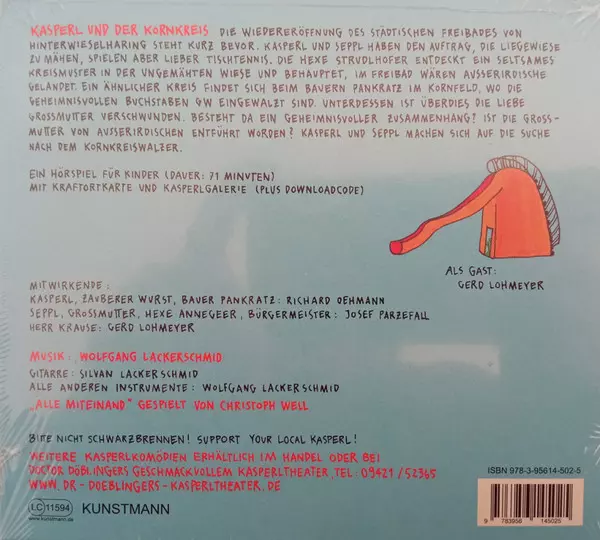 KASPERL UND DER KORNKREIS DIE WIEDERERÖFFNUNG DES STÄDTISCHEN FREIBADES VON
HINTERWIESELHARING STEHT KURZ BEVOR. KASPERL UND SEPPL HABEN DEN AUFTRAG, DIE LIEGEWIESE
ZU MÄHEN, SPIELEN ABER LIEBER TISCHTENNIS. DIE HEXE STRUDLHOFER ENTDECKT EIN SELTSAMES
KREISMUSTER IN DER UNGEMÄHTEN WIESE UND BEHAUPTET, IM FREIBAD WÄREN AUSSERIRDISCHE
GELANDET. EIN ÄHNLICHER KREIS FINDET SICH BEIM BAUERN PANKRATZ IM KORNFELD, WO DIE
GEHEIMNISVOLLEN BUCHSTABEN GW EINGEWALZT SIND. UNTERDESSEN IST ÜBERDIES DIE LIEBE
GROSSMUTTER VERSCHWUNDEN. BESTEHT DA EIN GEHEIMNISVOLLER ZUSAMMENHANG? IST DIE GROSS-
MUTTER VON AUSSERIRDISCHEN ENTFÜHRT WORDEN? KASPERL UND SEPPL MACHEN SICH AUF DIE SUCHE
NACH DEM KORNKREISWALZER.
EIN HÖRSPIEL FÜR KINDER (DAUER: 71 MINUTEN)
MIT KRAFTORTKARTE UND KASPERLGALERIE (PLUS DOWNLOADCODE)
ALS GAST:
GERD LOHMEYER
MITWIRKENDE:
KASPERL, ZAUBERER WURST, BAUER PANKRATZ: RICHARD OEHMANN
SEPPL, GROSSMUTTER, HEXE ANNEGEER, BÜRGERMEISTER: JOSEF PARZEFALL
HERR KRAUSE: GERD LOHMEYER
MUSIK: WOLFGANG LACKERSCHMID
GITARRE: SILVAN LACKERSCHMID
ALLE ANDEREN INSTRUMENTE: WOLFGANG LACKERSCHMID
"ALLE MITEINAND" GESPIELT VON CHRISTOPH WELL
BITTE NICHT SCHWARZBRENNEN! SUPPORT YOUR LOCAL KASPERL!
WEITERE KASPERLKOMÖDIEN ERHÄLTLICH IM HANDEL ODER BEI
DOCTOR DÖBLINGERS GESCHMACKVOLLEM KASPERLTHEATER, TEL: 09421/52365
WWW.DR-DOEBLINGERS-KASPERLTHEATER.DE
ISBN 978-3-95614-502-5
9 783956 145025
LC 11594
www.kunstmann.de
KUNSTMANN